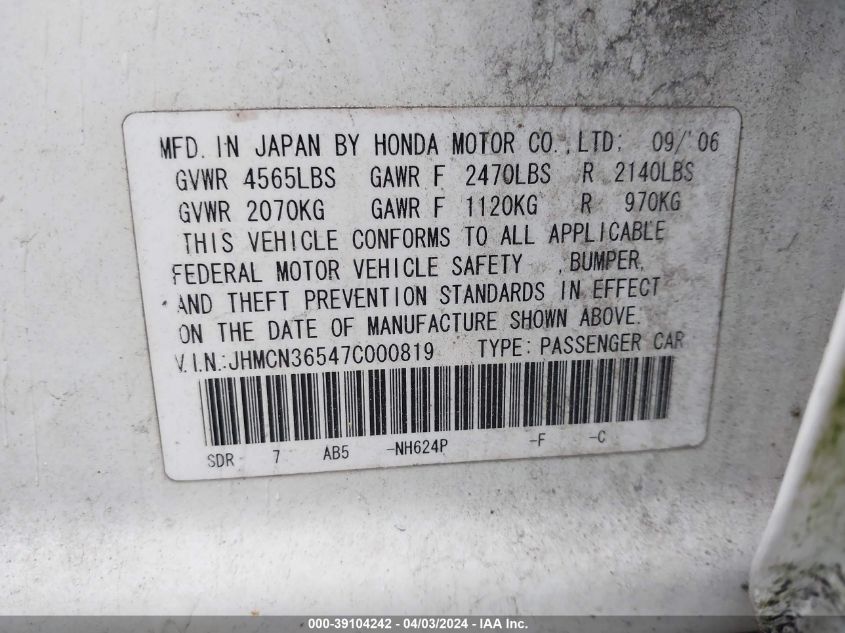 MFD. IN JAPAN BY HONDA MOTOR CO.,LTD: 09/'06
GVWR 4565LBS GAWR F 2470LBS R 2140LBS
GVWR 2070KG GAWR F 1120KG R 970KG
THIS VEHICLE CONFORMS TO ALL APPLICABLE
FEDERAL MOTOR VEHICLE SAFETY ,BUMPER,
AND THEFT PREVENTION STANDARDS IN EFFECT
ON THE DATE OF MANUFACTURE SHOWN ABOVE.
V.I.N.:JHMCN36547C000819 TYPE: PASSENGER CAR
SDR 7 AB5 -NH624P -F -C
000-39104242 - 04/03/2024 - IAAI Inc.